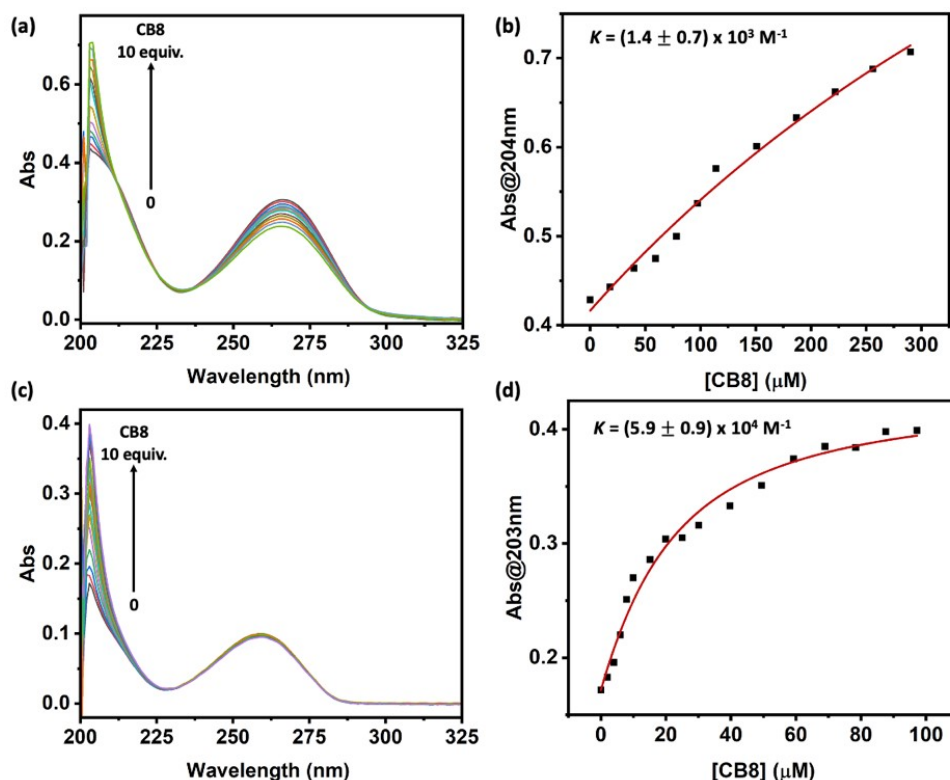 (a)
CB8
10 equiv.
0
Abs
0.6
0.4
0.2
0.0
200 225 250 275 300 325
Wavelength (nm)
(b)
K = (1.4 ± 0.7) x 10³ M⁻¹
Abs@204nm
0.7
0.6
0.5
0.4
0 50 100 150 200 250 300
[CB8] (μM)
(c)
CB8
10 equiv.
0
Abs
0.4
0.3
0.2
0.1
0.0
200 225 250 275 300 325
Wavelength (nm)
(d)
K = (5.9 ± 0.9) x 10⁴ M⁻¹
Abs@203nm
0.4
0.3
0.2
0 20 40 60 80 100
[CB8] (μM)